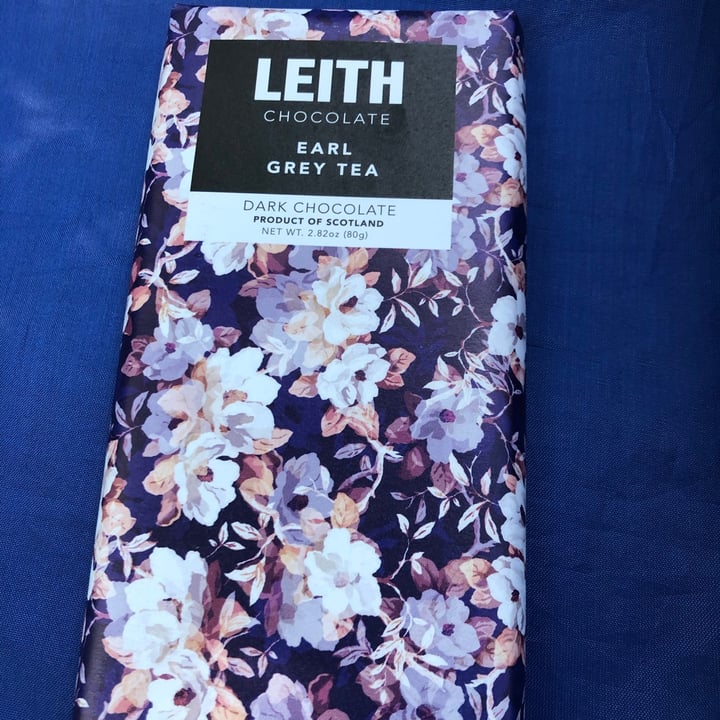 LEITH
CHOCOLATE
EARL
GREY TEA
DARK CHOCOLATE
PRODUCT OF SCOTLAND
NET WT. 2.82oz (80g)